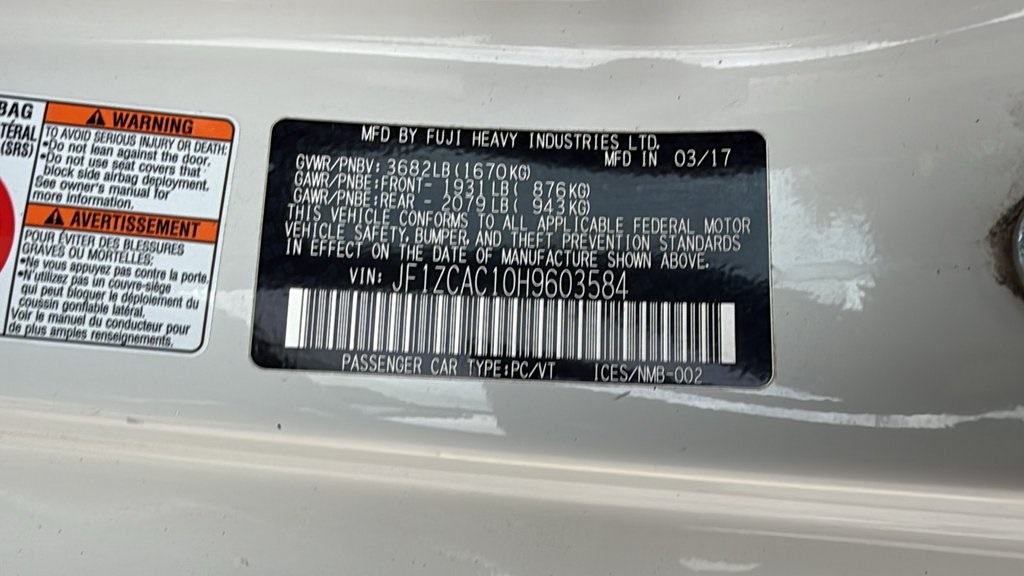 BAG
TÉRAL
(SRS)
WARNING
TO AVOID SERIOUS INJURY OR DEATH:
•Do not lean against the door.
•Do not use seat covers that
block side airbag deployment.
See owner's manual for
more information.
AVERTISSEMENT
POUR ÉVITER DES BLESSURES
GRAVES OU MORTELLES:
•Ne vous appuyez pas contre la porte.
•N'utilisez pas un couvre-siège
qui peut bloquer le déploiement du
coussin gonflable latéral.
Voir le manuel du conducteur pour
de plus amples renseignements.
MFD BY FUJI HEAVY INDUSTRIES LTD.
MFD IN 03/17
GVWR/PNBV: 3682LB(1670KG)
GAWR/PNBE:FRONT- 1931LB( 876KG)
GAWR/PNBE:REAR - 2079LB( 943KG)
THIS VEHICLE CONFORMS TO ALL APPLICABLE FEDERAL MOTOR
VEHICLE SAFETY, BUMPER, AND THEFT PREVENTION STANDARDS
IN EFFECT ON THE DATE OF MANUFACTURE SHOWN ABOVE.
VIN: JF1ZCAC10H9603584
PASSENGER CAR TYPE:PC/VT ICES/NMB-002